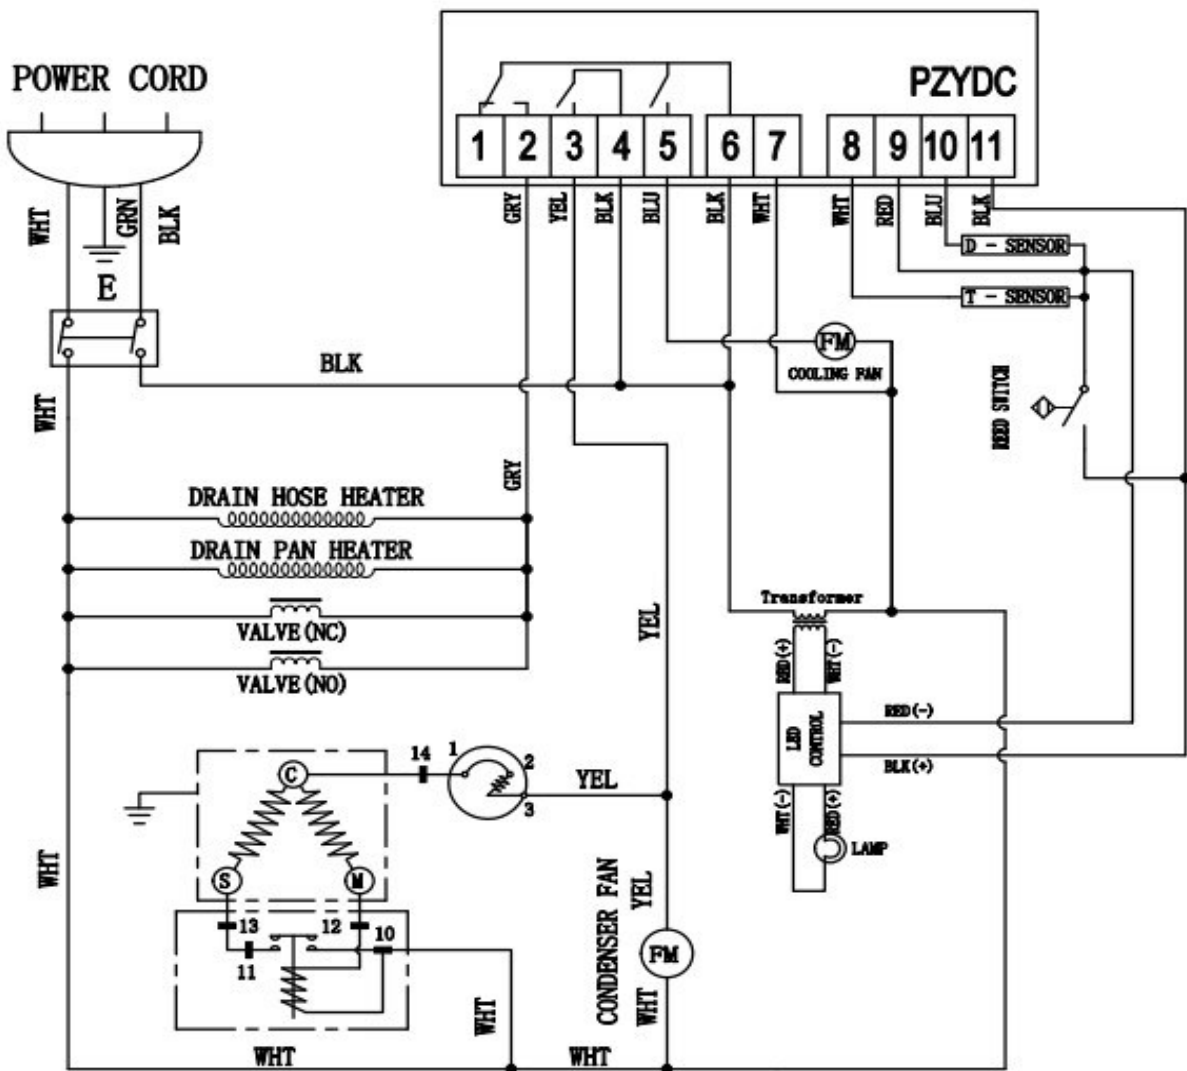 POWER CORD
PZYDC
1 2 3 4 5 6 7 8 9 10 11
WHT
GRN
BLK
GRY
YEL
BLK
BLU
BLK
WHT
WHT
RED
BLU
BLK
D - SENSOR
E
T - SENSOR
FM
COOLING FAN
BLK
REED SWITCH
WHT
GRY
DRAIN HOSE HEATER
DRAIN PAN HEATER
VALVE(NC)
VALVE(NO)
YEL
Transformer
RED(+)
WHT(-)
LED CONTROL
RED(-)
BLK(+)
WHT(-)
RED(+)
LAMP
14
1
2
3
YEL
C
S
M
WHT
13
12
10
11
CONDENSER FAN
YEL
FM
WHT
WHT
WHT
WHT